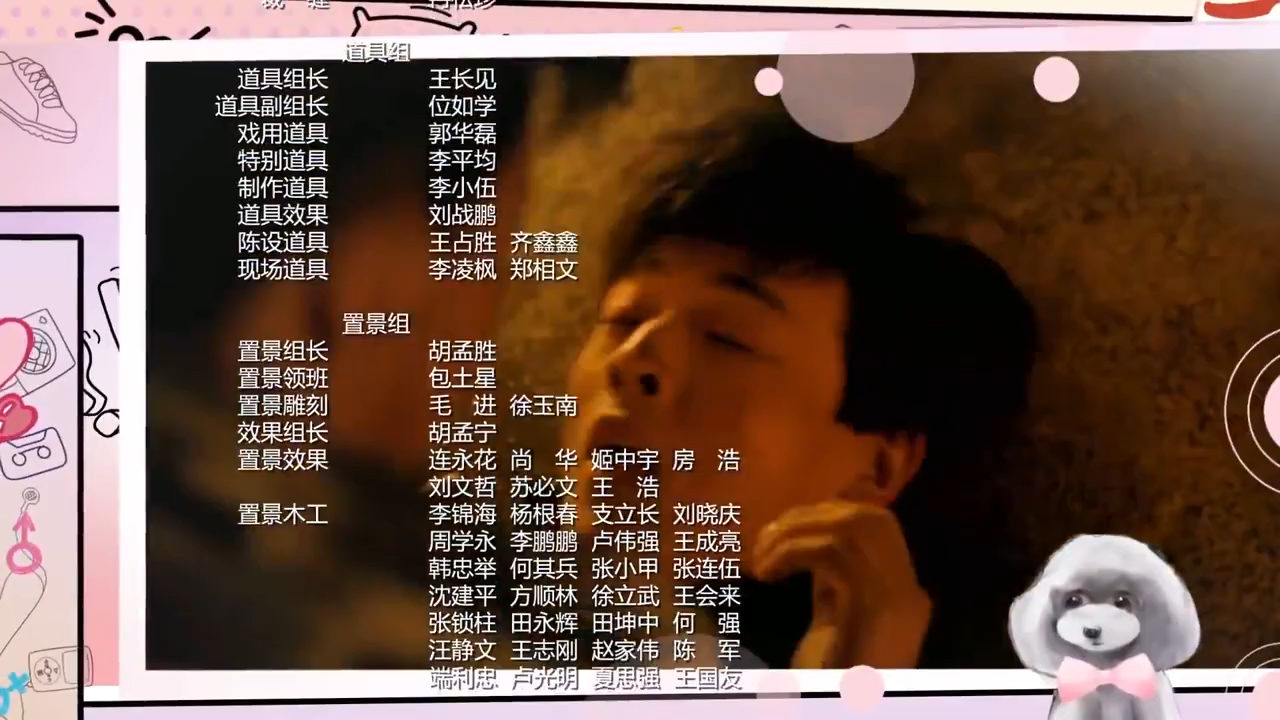 道具组
道具组长 王长见
道具副组长 位如学
戏用道具 郭华磊
特别道具 李平均
制作道具 李小伍
道具效果 刘战鹏
陈设道具 王占胜 齐鑫鑫
现场道具 李凌枫 郑相文
置景组
置景组长 胡孟胜
置景领班 包土星
置景雕刻 毛 进 徐玉南
效果组长 胡孟宁
置景效果 连永花 尚 华 姬中宇 房 浩
刘文哲 苏必文 王 浩
置景木工 李锦海 杨根春 支立长 刘晓庆
周学永 李鹏鹏 卢伟强 王成亮
韩忠举 何其兵 张小甲 张连伍
沈建平 方顺林 徐立武 王会来
张锁柱 田永辉 田坤中 何 强
汪静文 王志刚 赵家伟 陈 军
端利忠 卢光明 夏思强 王国友